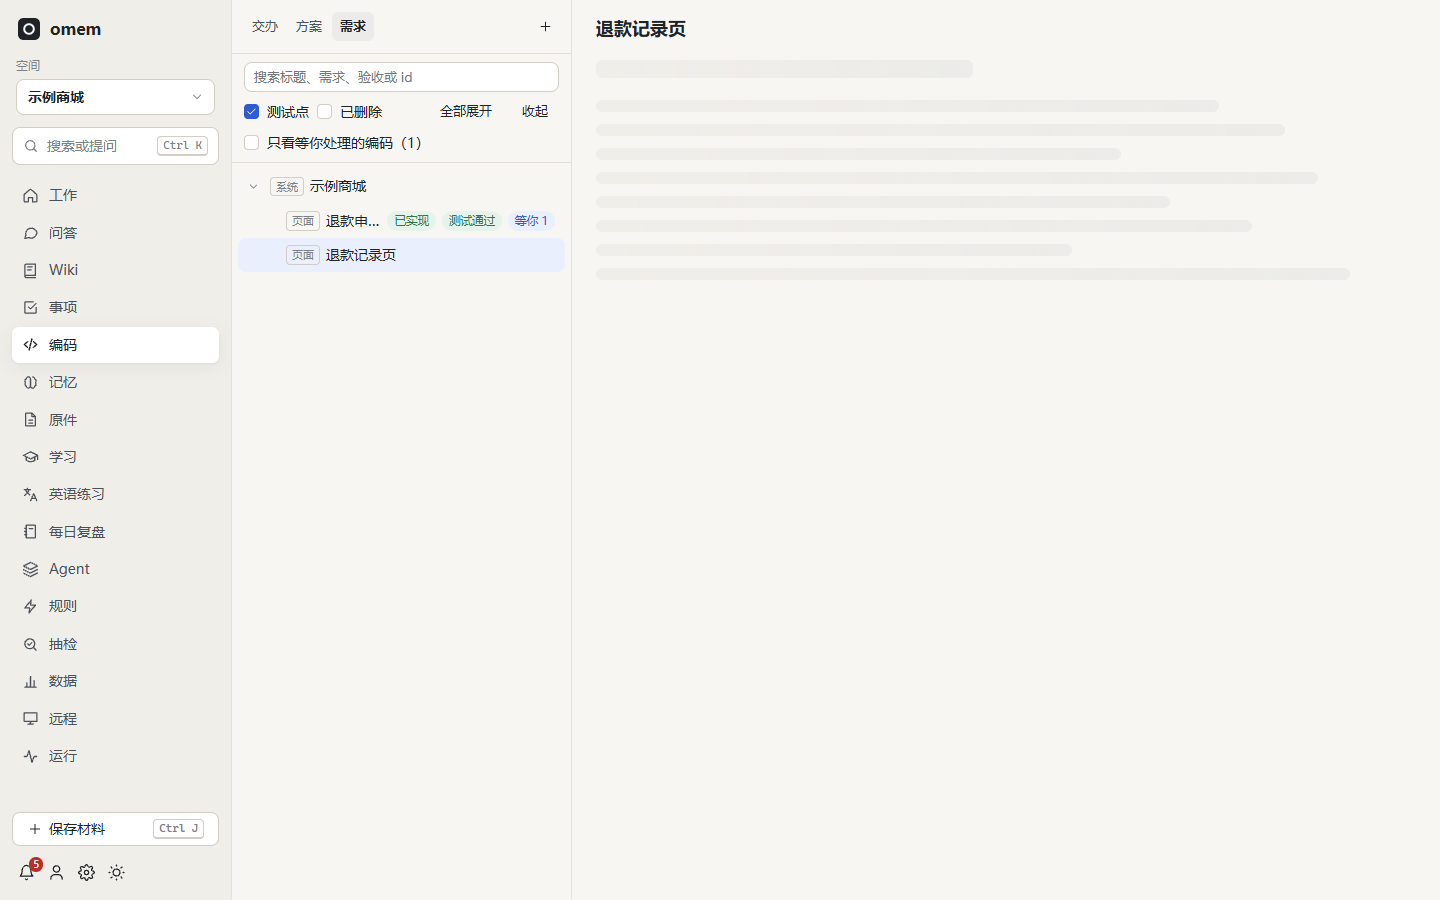 omem
空间
示例商城
搜索或提问 Ctrl K
工作
问答
Wiki
事项
编码
记忆
原件
学习
英语练习
每日复盘
Agent
规则
抽检
数据
远程
运行
保存材料 Ctrl J
5
交办 方案 需求
搜索标题、需求、验收或 id
测试点 已删除 全部展开 收起
只看等你处理的编码（1）
系统 示例商城
页面 退款申... 已实现 测试通过 等你 1
页面 退款记录页
退款记录页